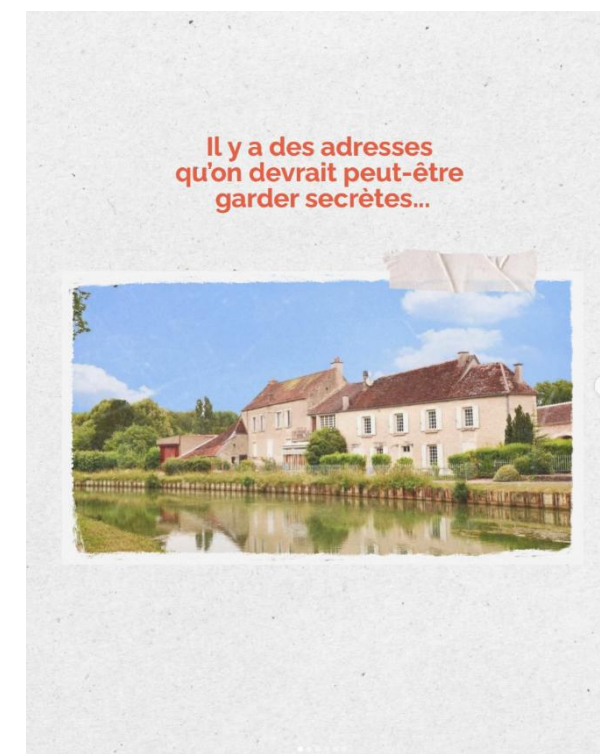 Il y a des adresses
qu'on devrait peut-être
garder secrètes...